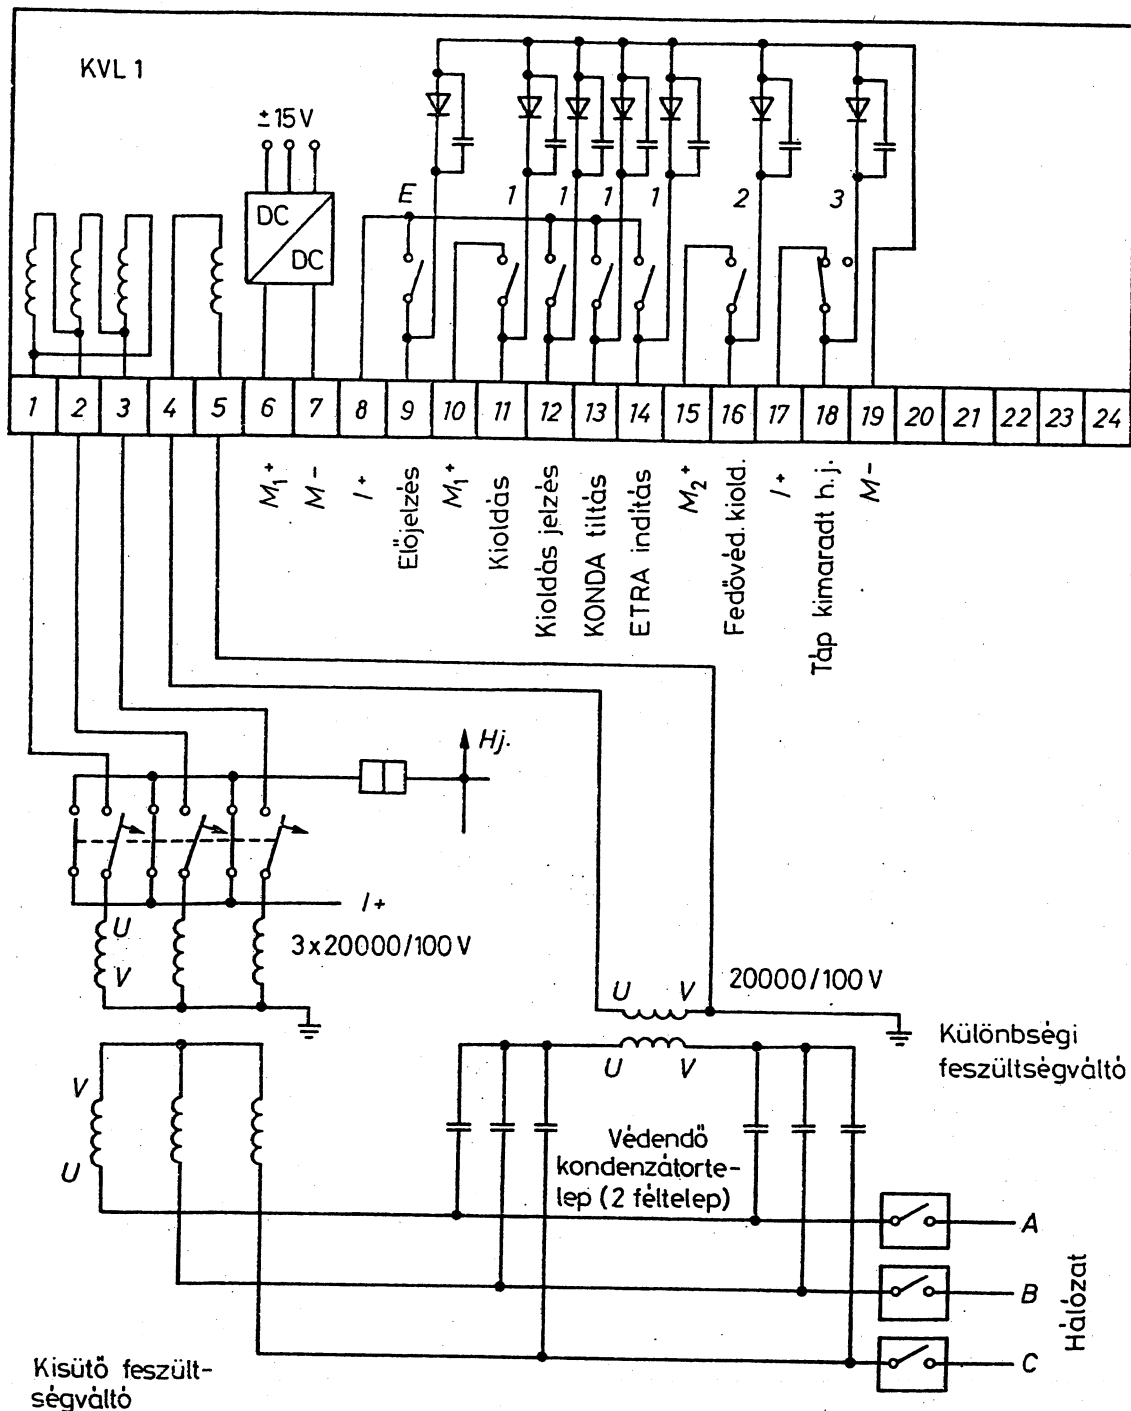 KVL 1
± 15 V
DC
DC
E 1 1 1 1 2 3
1 2 3 4 5 6 7 8 9 10 11 12 13 14 15 16 17 18 19 20 21 22 23 24
M1+
M-
I+
Előjelzés
M1+
Kioldás
Kioldás jelzés
KONDA tiltás
ETRA indítás
M2+
Fedővéd. kiold.
I+
Táp kimaradt h.j.
M-
Hj.
I+
U
V
3x20000/100 V
U V
20000/100 V
Különbségi
feszültségváltó
U V
V
U
Védendő
kondenzátorte-
lep (2 féltelep)
A
B
C
Hálózat
Kisütő feszült-
ségváltó